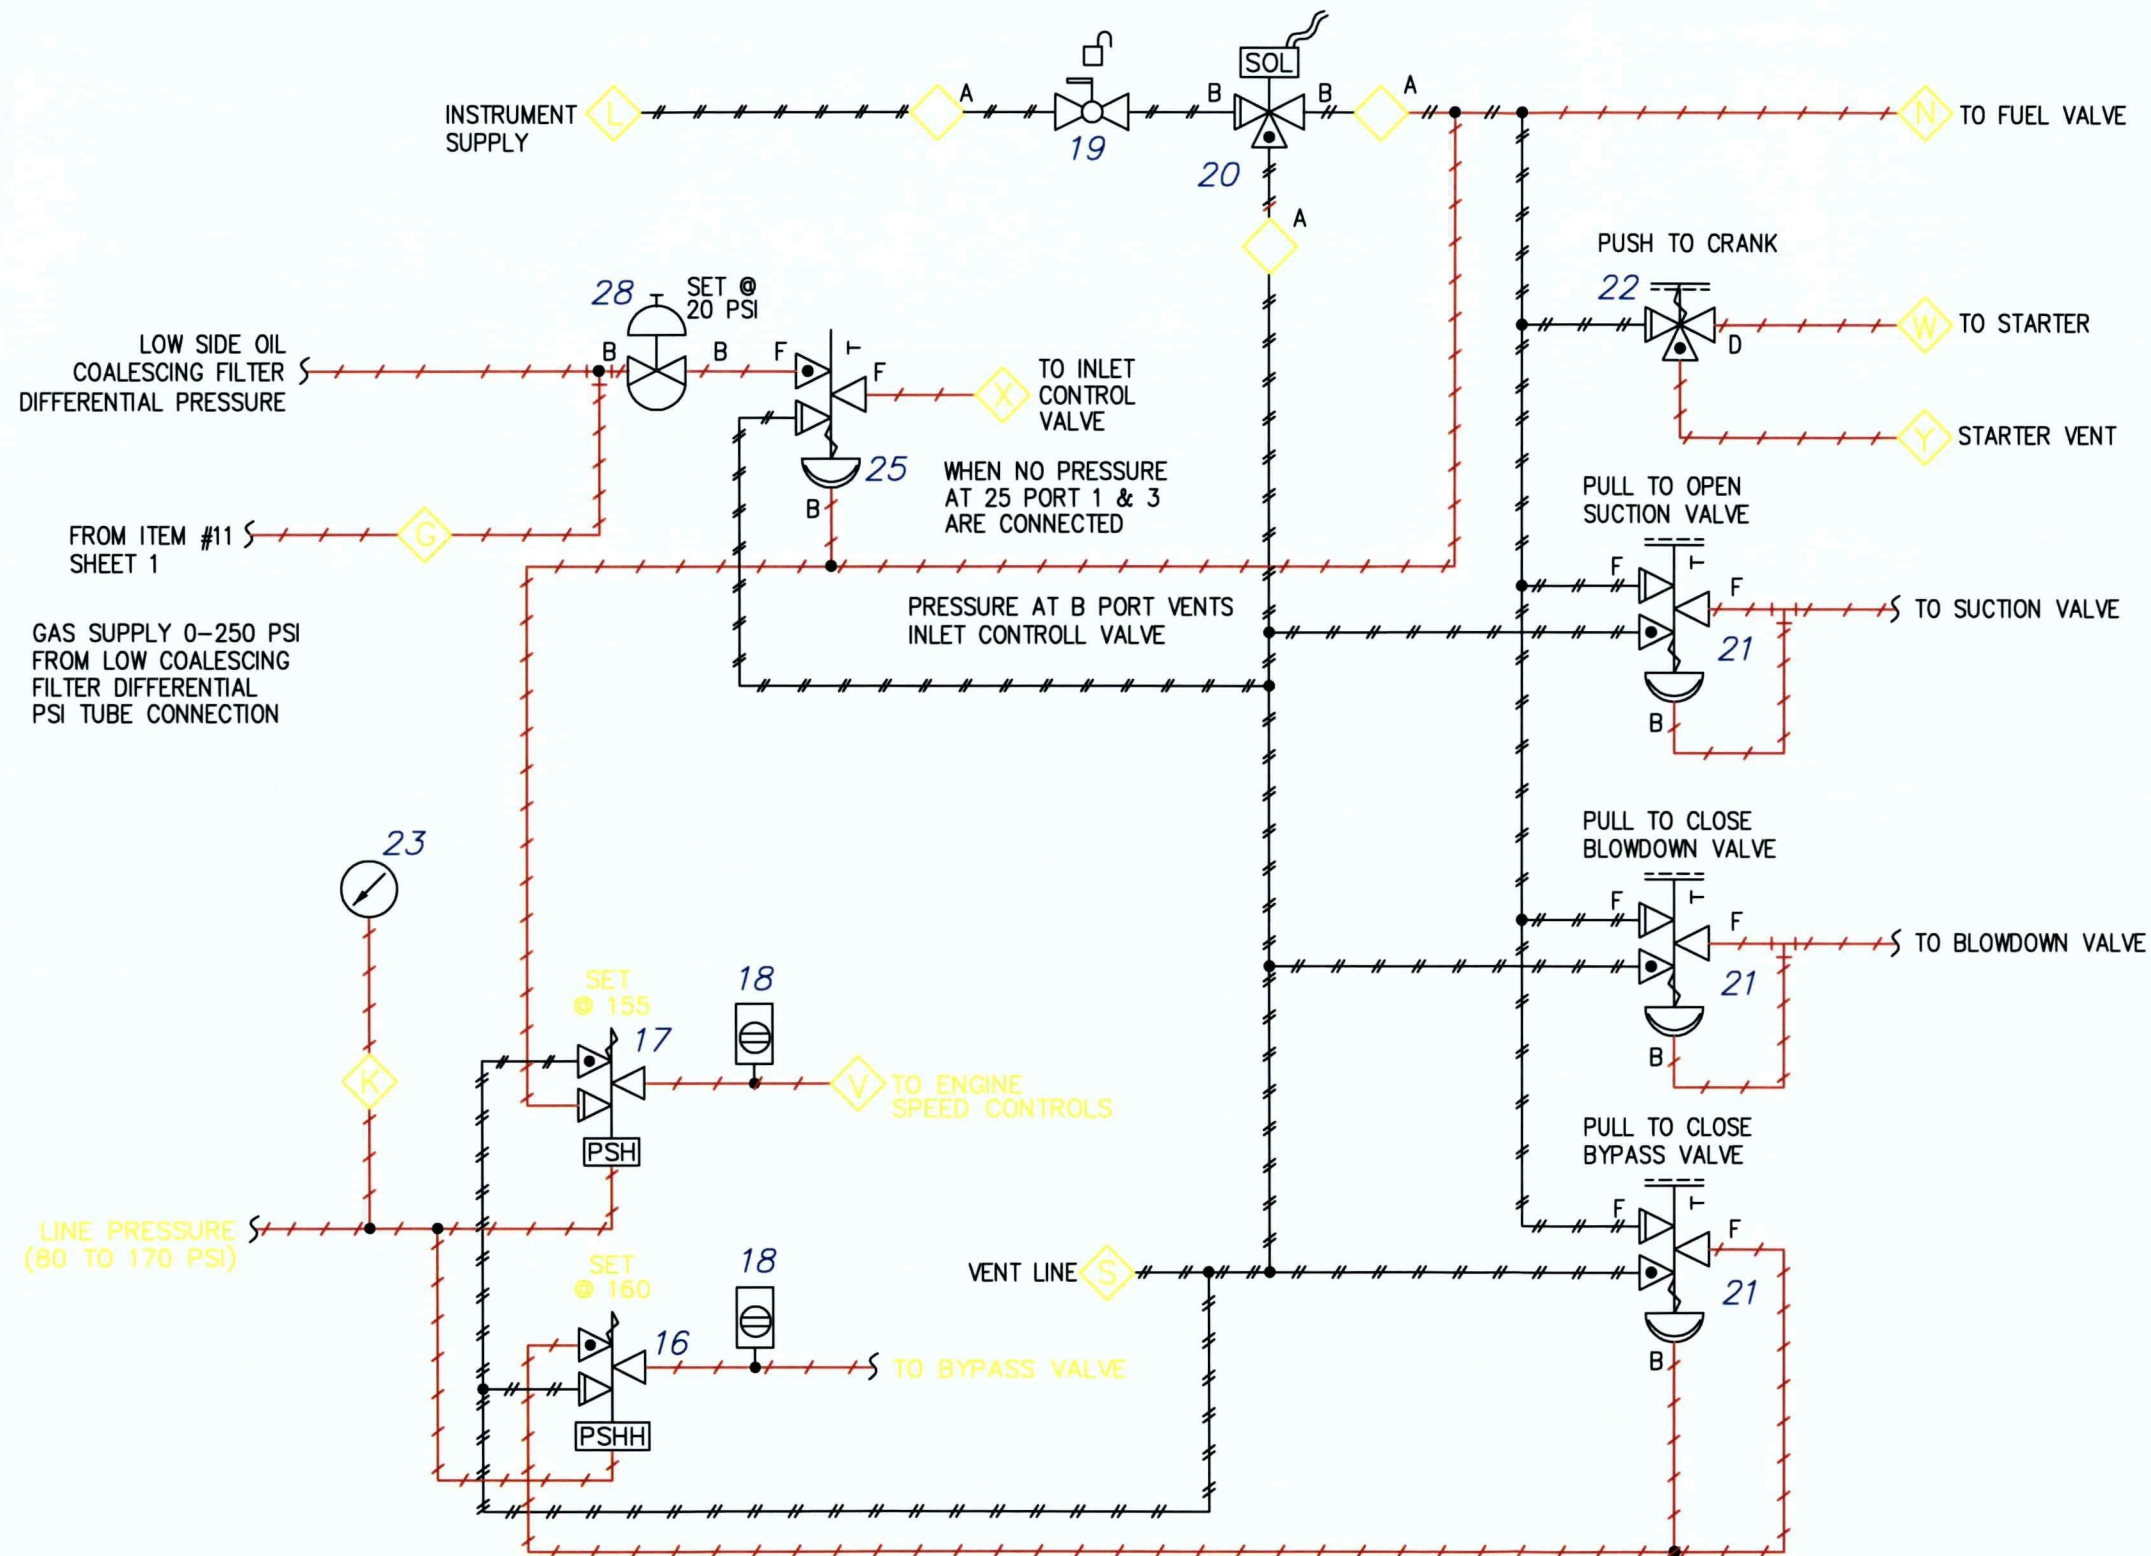 SOL
INSTRUMENT
SUPPLY
L
A
19
B
B
20
A
N
TO FUEL VALVE
A
PUSH TO CRANK
22
D
W
TO STARTER
Y
STARTER VENT
28
SET @
20 PSI
LOW SIDE OIL
COALESCING FILTER
DIFFERENTIAL PRESSURE
B
B
F
F
X
TO INLET
CONTROL
VALVE
25
B
WHEN NO PRESSURE
AT 25 PORT 1 & 3
ARE CONNECTED
FROM ITEM #11
SHEET 1
G
PULL TO OPEN
SUCTION VALVE
F
F
TO SUCTION VALVE
21
B
GAS SUPPLY 0-250 PSI
FROM LOW COALESCING
FILTER DIFFERENTIAL
PSI TUBE CONNECTION
PRESSURE AT B PORT VENTS
INLET CONTROLL VALVE
23
K
PULL TO CLOSE
BLOWDOWN VALVE
F
F
TO BLOWDOWN VALVE
21
B
SET
@ 155
17
18
V
TO ENGINE
SPEED CONTROLS
PSH
LINE PRESSURE
(80 TO 170 PSI)
PULL TO CLOSE
BYPASS VALVE
F
F
21
B
VENT LINE
S
SET
@ 160
18
16
TO BYPASS VALVE
PSHH